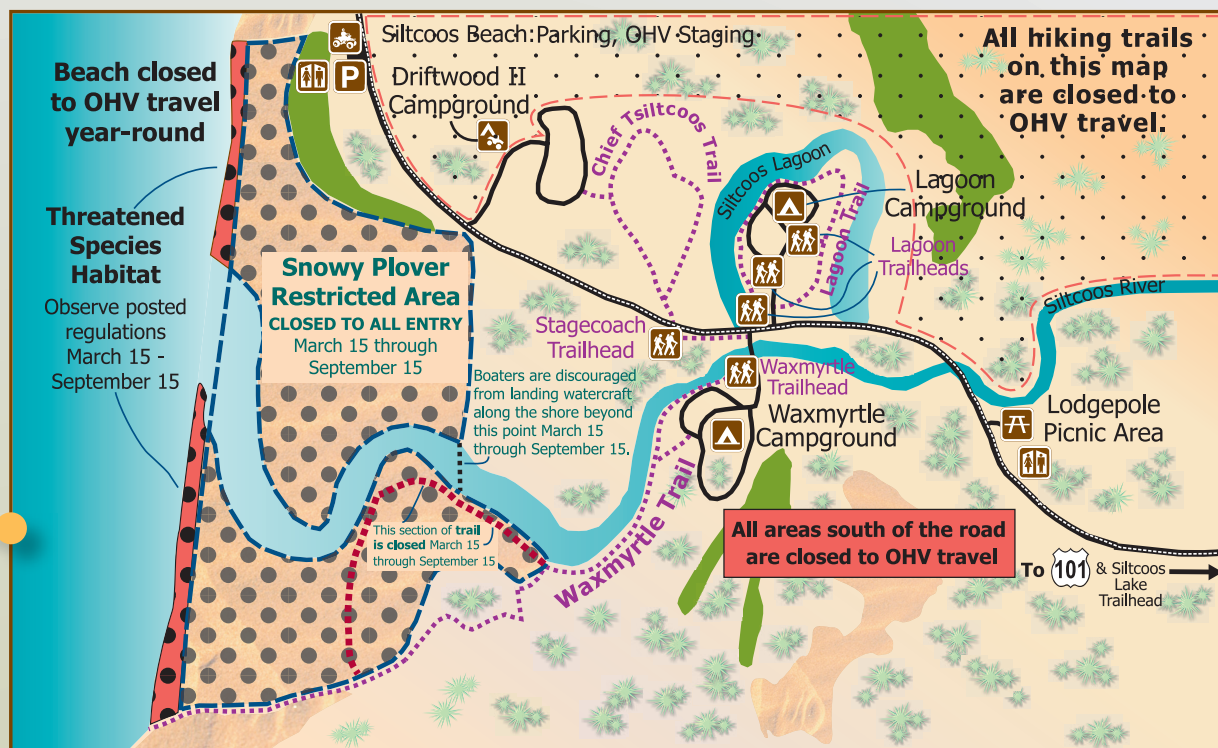 Siltcoos Beach: Parking, OHV Staging
P
Driftwood II
Campground
Beach closed
to OHV travel
year-round
Threatened
Species
Habitat
Observe posted
regulations
March 15 -
September 15
Snowy Plover
Restricted Area
CLOSED TO ALL ENTRY
March 15 through
September 15
Boaters are discouraged
from landing watercraft
along the shore beyond
this point March 15
through September 15.
This section of trail
is closed March 15
through September 15
Chief Tsiltcoos Trail
Siltcoos Lagoon
Lagoon Trail
Lagoon
Campground
Lagoon
Trailheads
All hiking trails
on this map
are closed to
OHV travel.
Siltcoos River
Stagecoach
Trailhead
Waxmyrtle
Trailhead
Waxmyrtle
Campground
Waxmyrtle Trail
Lodgepole
Picnic Area
All areas south of the road
are closed to OHV travel
To 101 & Siltcoos
Lake
Trailhead